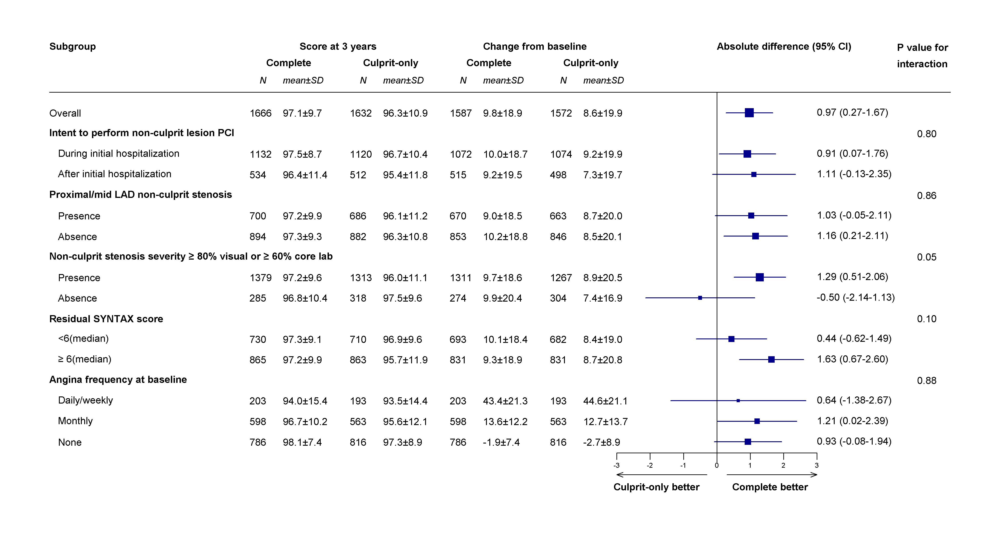 Subgroup Score at 3 years Change from baseline Absolute difference (95% CI) P value for
Complete Culprit-only Complete Culprit-only interaction
N mean±SD N mean±SD N mean±SD N mean±SD
Overall 1666 97.1±9.7 1632 96.3±10.9 1587 9.8±18.9 1572 8.6±19.9 0.97 (0.27-1.67)
Intent to perform non-culprit lesion PCI 0.80
During initial hospitalization 1132 97.5±8.7 1120 96.7±10.4 1072 10.0±18.7 1074 9.2±19.9 0.91 (0.07-1.76)
After initial hospitalization 534 96.4±11.4 512 95.4±11.8 515 9.2±19.5 498 7.3±19.7 1.11 (-0.13-2.35)
Proximal/mid LAD non-culprit stenosis 0.86
Presence 700 97.2±9.9 686 96.1±11.2 670 9.0±18.5 663 8.7±20.0 1.03 (-0.05-2.11)
Absence 894 97.3±9.3 882 96.3±10.8 853 10.2±18.8 846 8.5±20.1 1.16 (0.21-2.11)
Non-culprit stenosis severity ≥ 80% visual or ≥ 60% core lab 0.05
Presence 1379 97.2±9.6 1313 96.0±11.1 1311 9.7±18.6 1267 8.9±20.5 1.29 (0.51-2.06)
Absence 285 96.8±10.4 318 97.5±9.6 274 9.9±20.4 304 7.4±16.9 -0.50 (-2.14-1.13)
Residual SYNTAX score 0.10
<6(median) 730 97.3±9.1 710 96.9±9.6 693 10.1±18.4 682 8.4±19.0 0.44 (-0.62-1.49)
≥ 6(median) 865 97.2±9.9 863 95.7±11.9 831 9.3±18.9 831 8.7±20.8 1.63 (0.67-2.60)
Angina frequency at baseline 0.88
Daily/weekly 203 94.0±15.4 193 93.5±14.4 203 43.4±21.3 193 44.6±21.1 0.64 (-1.38-2.67)
Monthly 598 96.7±10.2 563 95.6±12.1 598 13.6±12.2 563 12.7±13.7 1.21 (0.02-2.39)
None 786 98.1±7.4 816 97.3±8.9 786 -1.9±7.4 816 -2.7±8.9 0.93 (-0.08-1.94)
-3 -2 -1 0 1 2 3
Culprit-only better Complete better